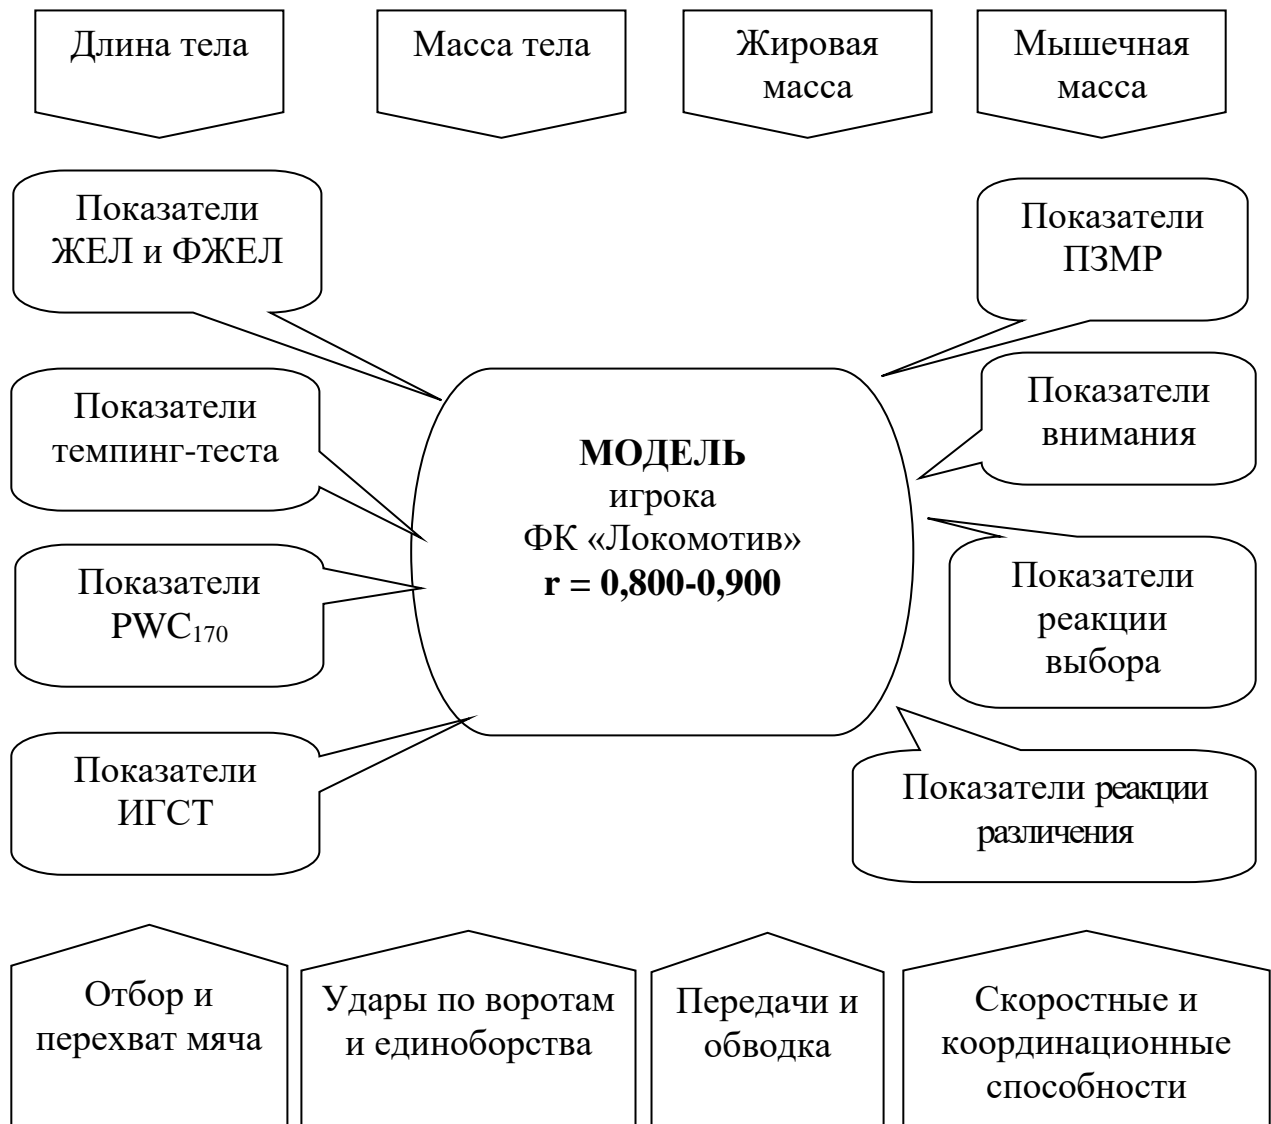 Длина тела
Масса тела
Жировая
масса
Мышечная
масса
Показатели
ЖЕЛ и ФЖЕЛ
Показатели
ПЗМР
Показатели
темпинг-теста
Показатели
внимания
МОДЕЛЬ
игрока
ФК «Локомотив»
r = 0,800-0,900
Показатели
PWC₁₇₀
Показатели
реакции
выбора
Показатели
ИГСТ
Показатели реакции
различения
Отбор и
перехват мяча
Удары по воротам
и единоборства
Передачи и
обводка
Скоростные и
координационные
способности